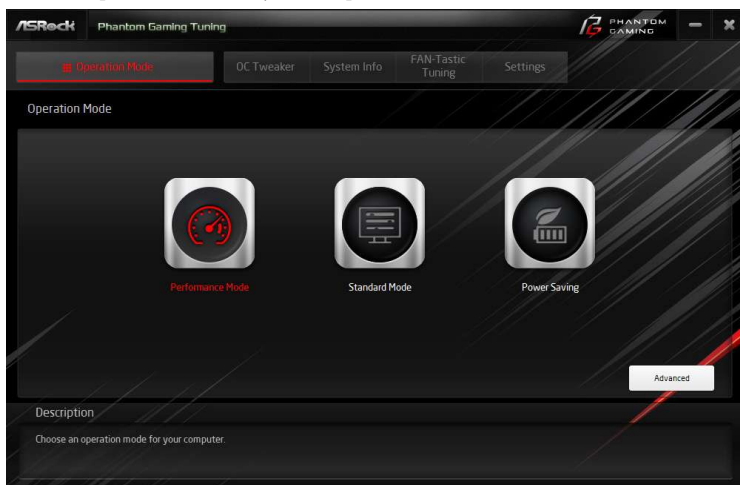 ASRock
Phantom Gaming Tuning
PHANTOM
GAMING
Operation Mode
OC Tweaker
System Info
FAN-Tastic
Tuning
Settings
Operation Mode
Performance Mode
Standard Mode
Power Saving
Advanced
Description
Choose an operation mode for your computer.